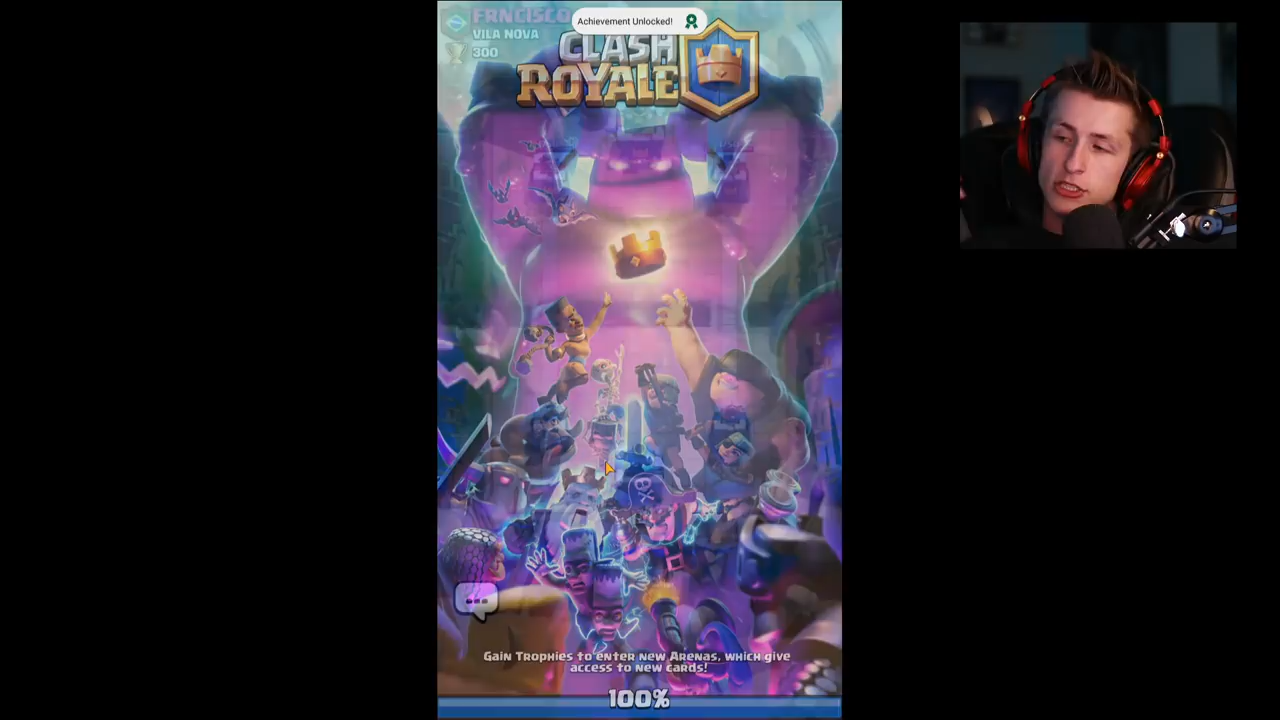 FRNCISCO
Achievement Unlocked!
VILA NOVA
300
CLASH
ROYALE
Gain Trophies to enter new Arenas, which give
access to new cards!
100%